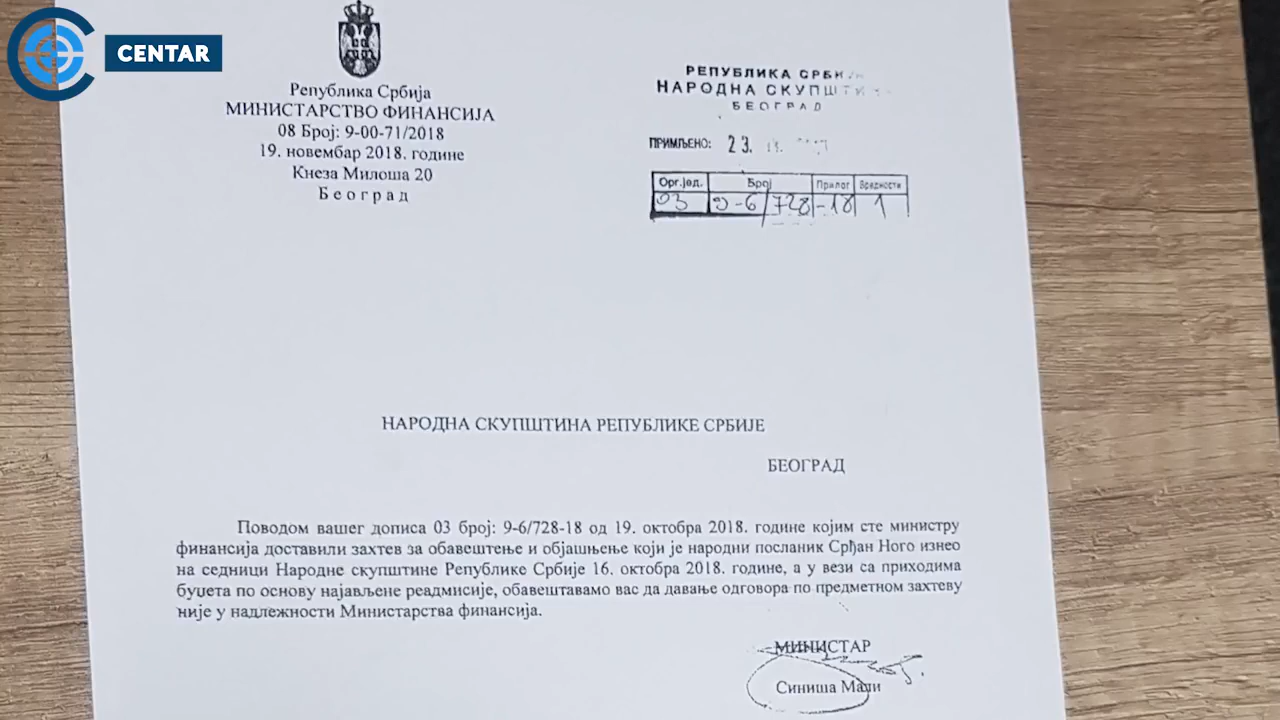 CENTAR
Република Србија
МИНИСТАРСТВО ФИНАНСИЈА
08 Број: 9-00-71/2018
19. новембар 2018. године
Кнеза Милоша 20
Београд
РЕПУБЛИКА СРБИЈА
НАРОДНА СКУПШТИНА
БЕОГРАД
ПРИМЉЕНО: 23.
Орг.јед. Број Прилог Вредности
03 9-6/728-18 1
НАРОДНА СКУПШТИНА РЕПУБЛИКЕ СРБИЈЕ
БЕОГРАД
Поводом вашег дописа 03 број: 9-6/728-18 од 19. октобра 2018. године којим сте министру
финансија доставили захтев за обавештење и објашњење који је народни посланик Срђан Ного изнео
на седници Народне скупштине Републике Србије 16. октобра 2018. године, а у вези са приходима
буџета по основу најављене реадмисије, обавештавамо вас да давање одговора по предметном захтеву
није у надлежности Министарства финансија.
МИНИСТАР
Синиша Мали